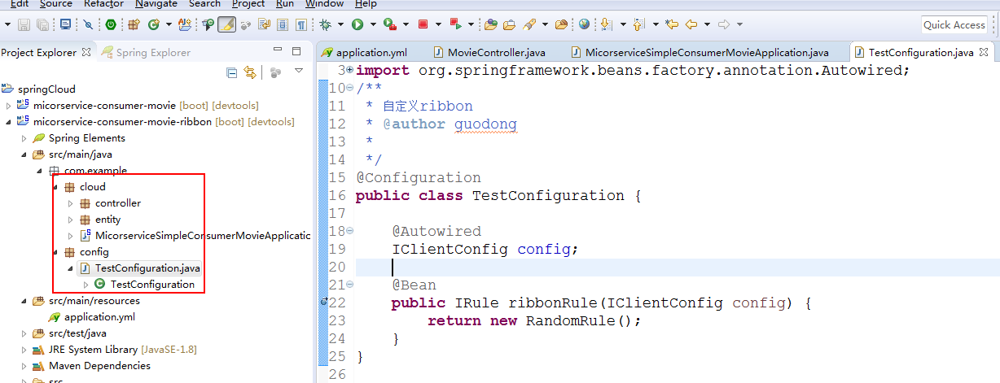 Edit Source Refactor Navigate Search Project Run Window Help
Quick Access
Project Explorer Spring Explorer
springCloud
micorservice-consumer-movie [boot] [devtools]
micorservice-consumer-movie-ribbon [boot] [devtools]
Spring Elements
src/main/java
com.example
cloud
controller
entity
MicorserviceSimpleConsumerMovieApplicatic
config
TestConfiguration.java
TestConfiguration
src/main/resources
application.yml
src/test/java
JRE System Library [JavaSE-1.8]
Maven Dependencies
src
application.yml MovieController.java MicorserviceSimpleConsumerMovieApplication.java TestConfiguration.java
3 import org.springframework.beans.factory.annotation.Autowired;
10 /**
11 * 自定义ribbon
12 * @author guodong
13 *
14 */
15 @Configuration
16 public class TestConfiguration {
17
18 @Autowired
19 IClientConfig config;
20
21 @Bean
22 public IRule ribbonRule(IClientConfig config) {
23 return new RandomRule();
24 }
25 }
26